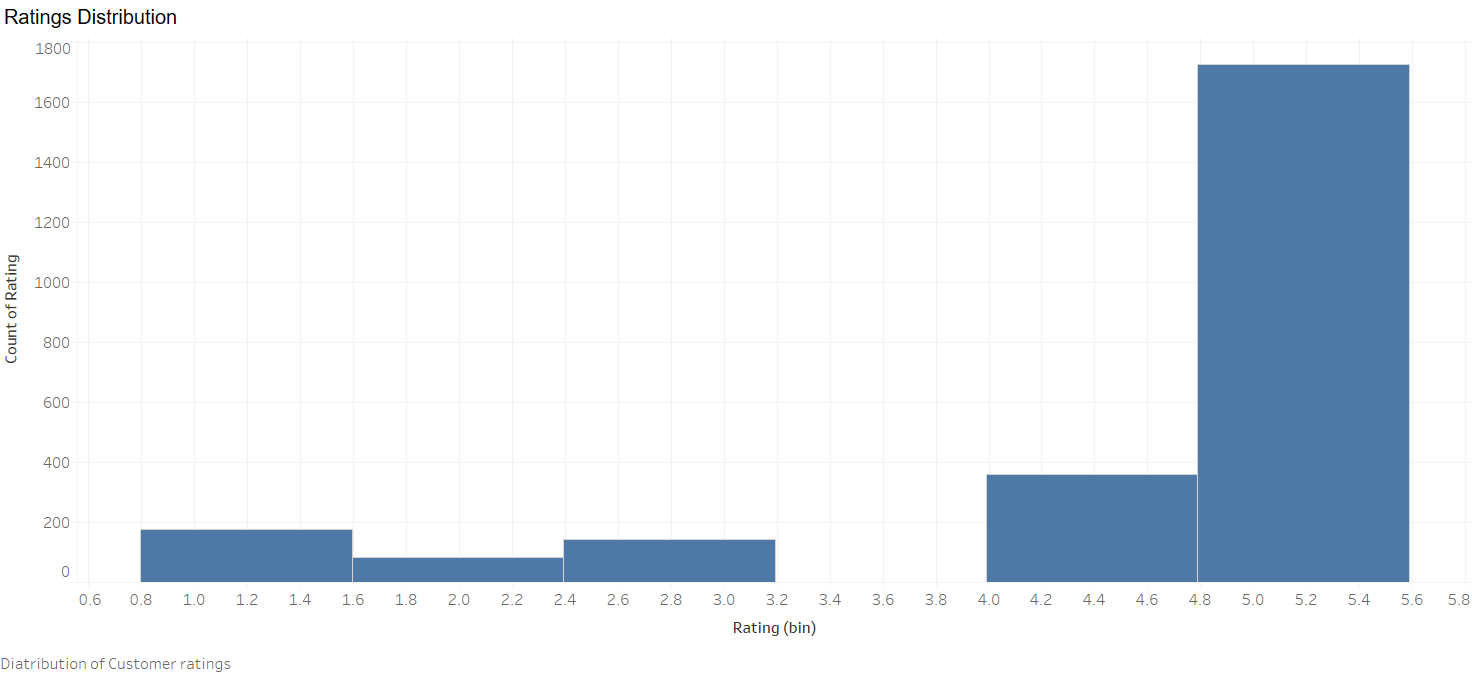 Ratings Distribution
1800
1600
1400
1200
1000
800
600
400
200
0
Count of Rating
0.6 0.8 1.0 1.2 1.4 1.6 1.8 2.0 2.2 2.4 2.6 2.8 3.0 3.2 3.4 3.6 3.8 4.0 4.2 4.4 4.6 4.8 5.0 5.2 5.4 5.6 5.8
Rating (bin)
Diatribution of Customer ratings